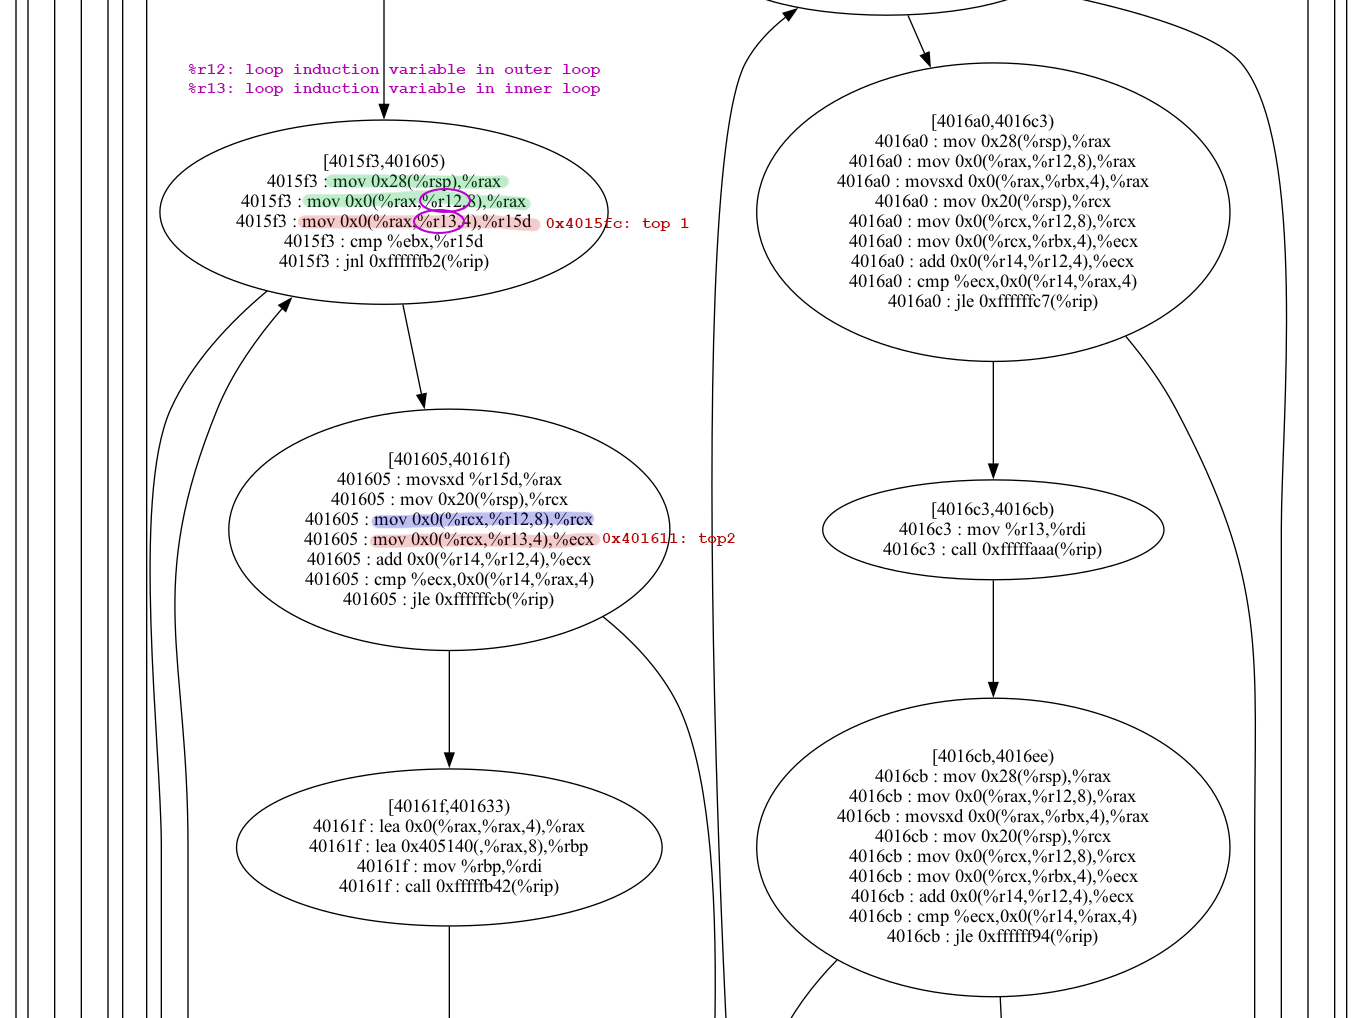 %r12: loop induction variable in outer loop
%r13: loop induction variable in inner loop
[4015f3,401605)
4015f3 : mov 0x28(%rsp),%rax
4015f3 : mov 0x0(%rax,%r12,8),%rax
4015f3 : mov 0x0(%rax,%r13,4),%r15d
0x4015fc: top 1
4015f3 : cmp %ebx,%r15d
4015f3 : jnl 0xffffffb2(%rip)
[401605,40161f)
401605 : movsxd %r15d,%rax
401605 : mov 0x20(%rsp),%rcx
401605 : mov 0x0(%rcx,%r12,8),%rcx
401605 : mov 0x0(%rcx,%r13,4),%ecx
0x401611: top2
401605 : add 0x0(%r14,%r12,4),%ecx
401605 : cmp %ecx,0x0(%r14,%rax,4)
401605 : jle 0xffffffcb(%rip)
[40161f,401633)
40161f : lea 0x0(%rax,%rax,4),%rax
40161f : lea 0x405140(,%rax,8),%rbp
40161f : mov %rbp,%rdi
40161f : call 0xfffffb42(%rip)
[4016a0,4016c3)
4016a0 : mov 0x28(%rsp),%rax
4016a0 : mov 0x0(%rax,%r12,8),%rax
4016a0 : movsxd 0x0(%rax,%rbx,4),%rax
4016a0 : mov 0x20(%rsp),%rcx
4016a0 : mov 0x0(%rcx,%r12,8),%rcx
4016a0 : mov 0x0(%rcx,%rbx,4),%ecx
4016a0 : add 0x0(%r14,%r12,4),%ecx
4016a0 : cmp %ecx,0x0(%r14,%rax,4)
4016a0 : jle 0xffffffc7(%rip)
[4016c3,4016cb)
4016c3 : mov %r13,%rdi
4016c3 : call 0xfffffaaa(%rip)
[4016cb,4016ee)
4016cb : mov 0x28(%rsp),%rax
4016cb : mov 0x0(%rax,%r12,8),%rax
4016cb : movsxd 0x0(%rax,%rbx,4),%rax
4016cb : mov 0x20(%rsp),%rcx
4016cb : mov 0x0(%rcx,%r12,8),%rcx
4016cb : mov 0x0(%rcx,%rbx,4),%ecx
4016cb : add 0x0(%r14,%r12,4),%ecx
4016cb : cmp %ecx,0x0(%r14,%rax,4)
4016cb : jle 0xffffff94(%rip)